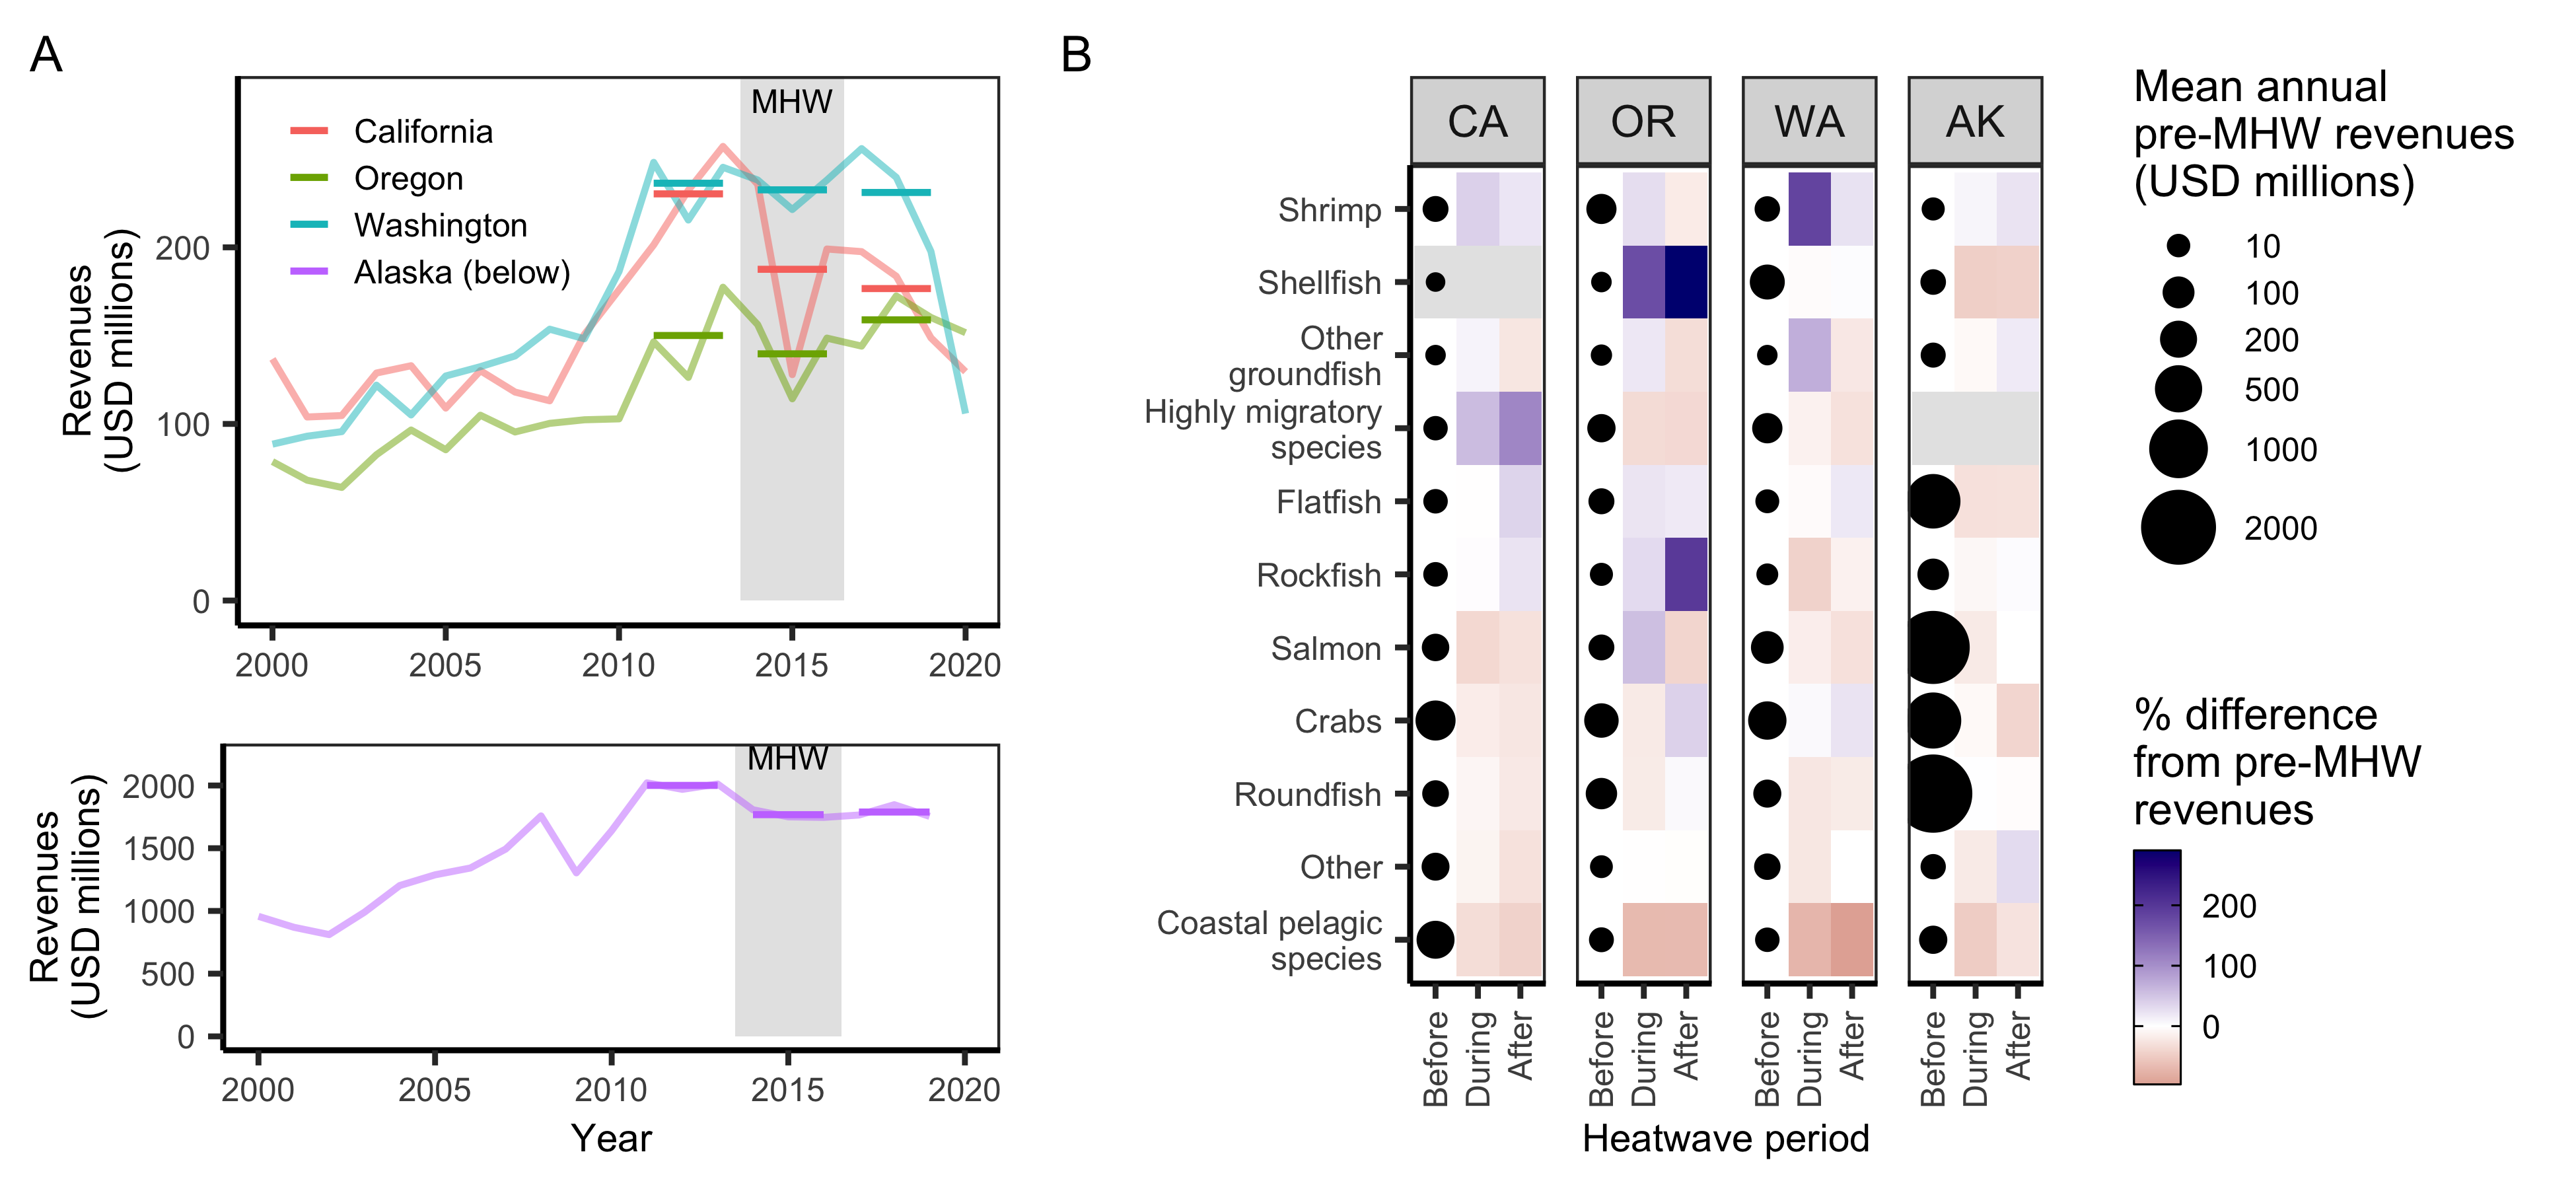 A
Revenues
(USD millions)
200
100
0
MHW
California
Oregon
Washington
Alaska (below)
2000
2005
2010
2015
2020
Revenues
(USD millions)
2000
1500
1000
500
0
MHW
2000
2005
2010
2015
2020
Year
B
CA
OR
WA
AK
Shrimp
Shellfish
Other
groundfish
Highly migratory
species
Flatfish
Rockfish
Salmon
Crabs
Roundfish
Other
Coastal pelagic
species
Before
During
After
Before
During
After
Before
During
After
Before
During
After
Heatwave period
Mean annual
pre-MHW revenues
(USD millions)
10
100
200
500
1000
2000
% difference
from pre-MHW
revenues
200
100
0